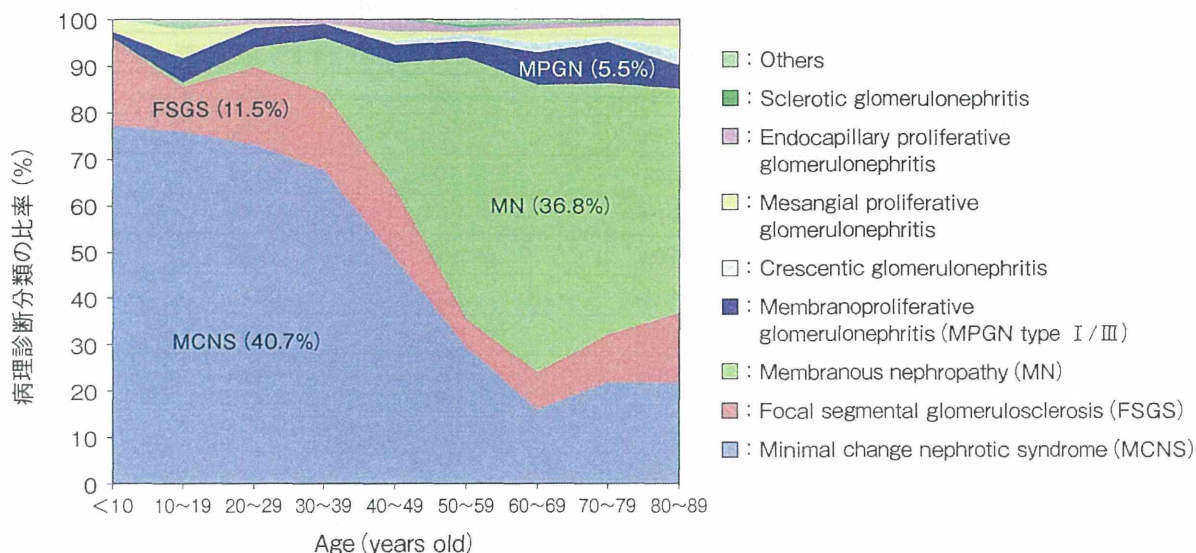 100
90
80
70
60
50
40
30
20
10
0
病理診断分類の比率 (%)
FSGS (11.5%)
MCNS (40.7%)
MPGN (5.5%)
MN (36.8%)
<10 10~19 20~29 30~39 40~49 50~59 60~69 70~79 80~89
Age (years old)
: Others
: Sclerotic glomerulonephritis
: Endocapillary proliferative
glomerulonephritis
: Mesangial proliferative
glomerulonephritis
: Crescentic glomerulonephritis
: Membranoproliferative
glomerulonephritis (MPGN type Ⅰ/Ⅲ)
: Membranous nephropathy (MN)
: Focal segmental glomerulosclerosis (FSGS)
: Minimal change nephrotic syndrome (MCNS)